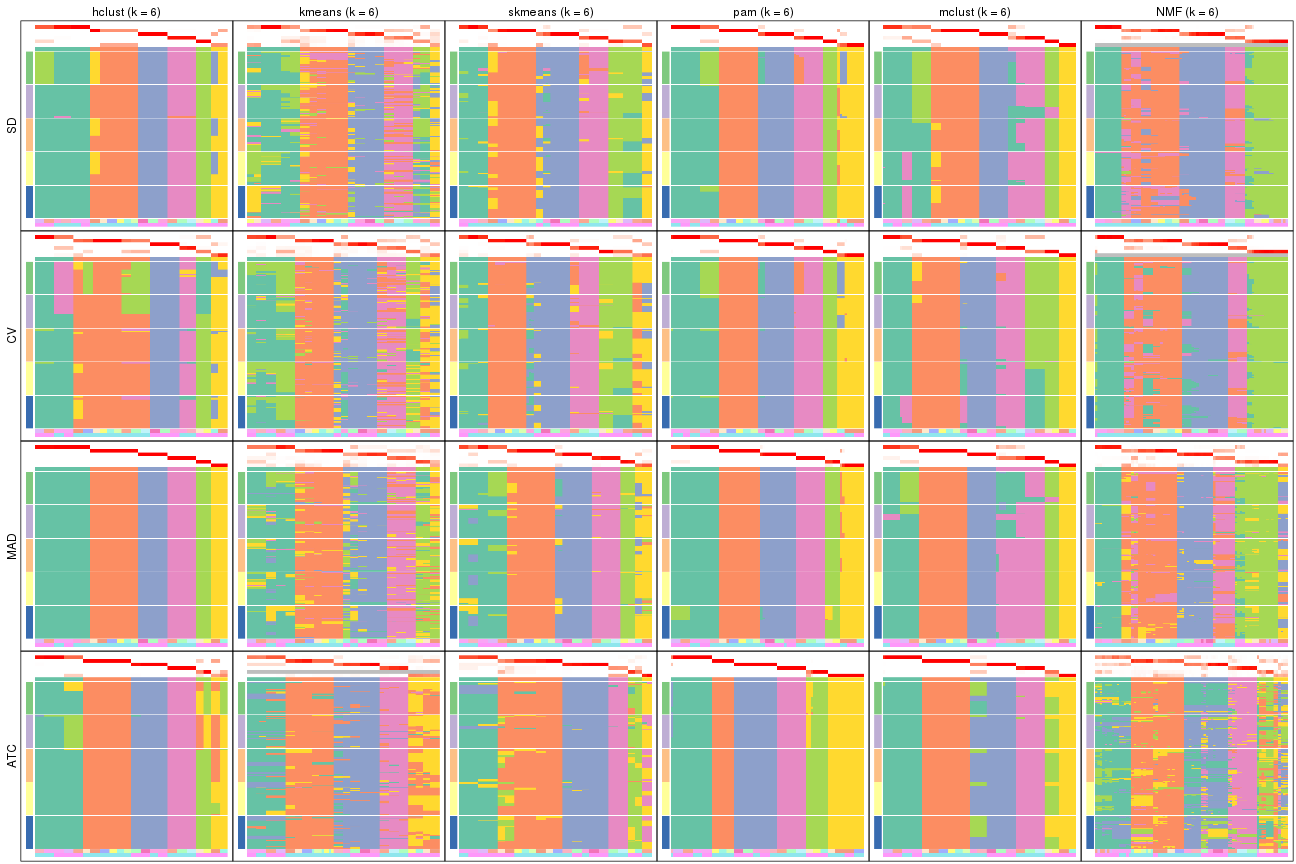 hclust (k = 6) kmeans (k = 6) skmeans (k = 6) pam (k = 6) mclust (k = 6) NMF (k = 6)
SD
CV
MAD
ATC